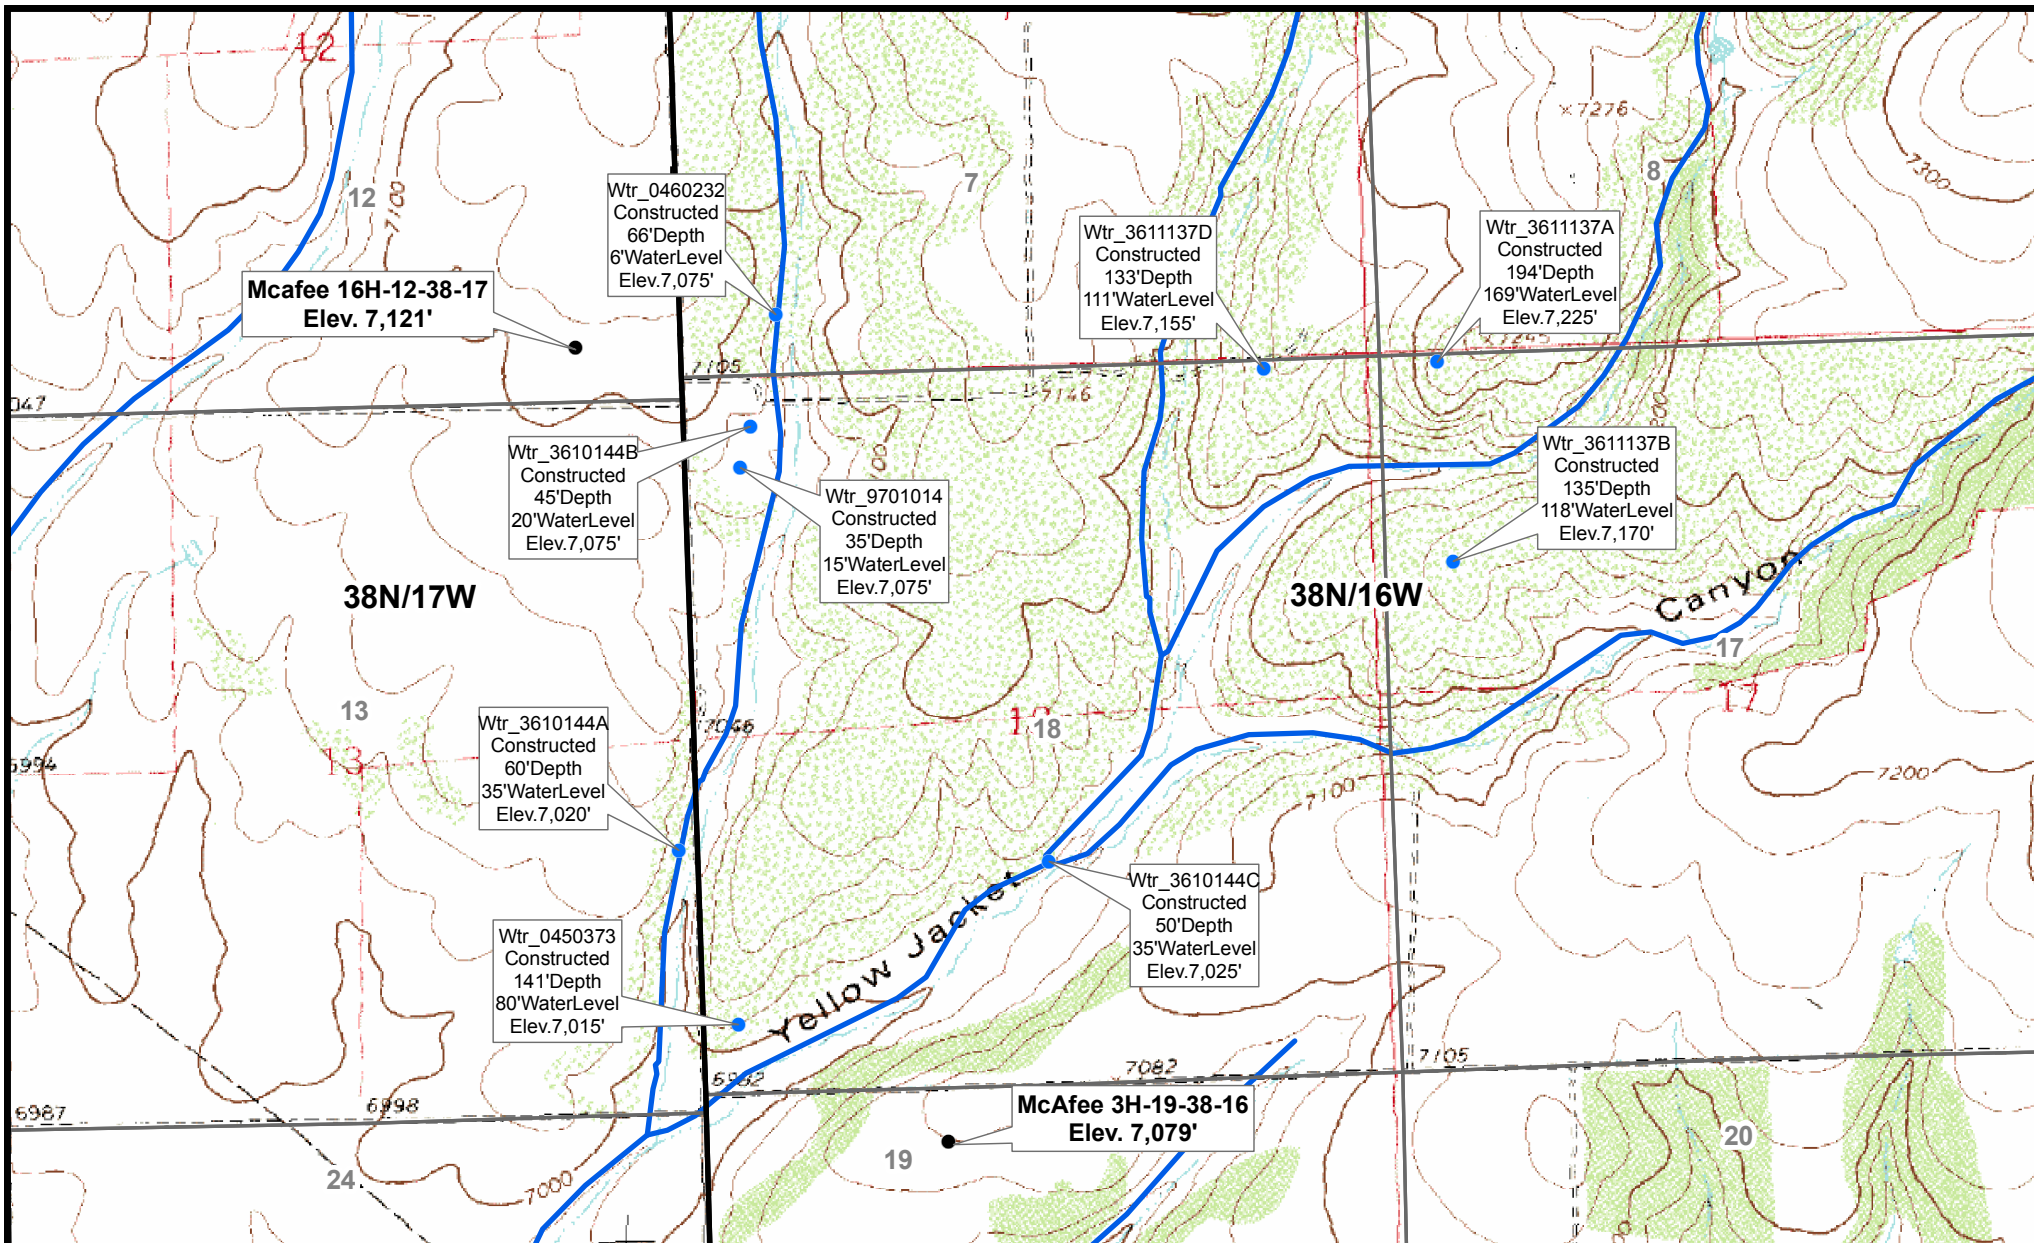 12
×7276
7
8
7300
12
7100
Wtr_0460232
Constructed
66'Depth
6'WaterLevel
Elev.7,075'
Wtr_3611137D
Constructed
133'Depth
111'WaterLevel
Elev.7,155'
Wtr_3611137A
Constructed
194'Depth
169'WaterLevel
Elev.7,225'
Mcafee 16H-12-38-17
Elev. 7,121'
7105
7146
×7245
Wtr_3610144B
Constructed
45'Depth
20'WaterLevel
Elev.7,075'
Wtr_9701014
Constructed
35'Depth
15'WaterLevel
Elev.7,075'
Wtr_3611137B
Constructed
135'Depth
118'WaterLevel
Elev.7,170'
38N/17W
38N/16W
Canyon
17
17
13
13
18
7046
6994
7200
7100
Wtr_3610144A
Constructed
60'Depth
35'WaterLevel
Elev.7,020'
Wtr_3610144C
Constructed
50'Depth
35'WaterLevel
Elev.7,025'
Yellow Jacket
Wtr_0450373
Constructed
141'Depth
80'WaterLevel
Elev.7,015'
7082
7105
6987
6998
McAfee 3H-19-38-16
Elev. 7,079'
19
20
24
7000